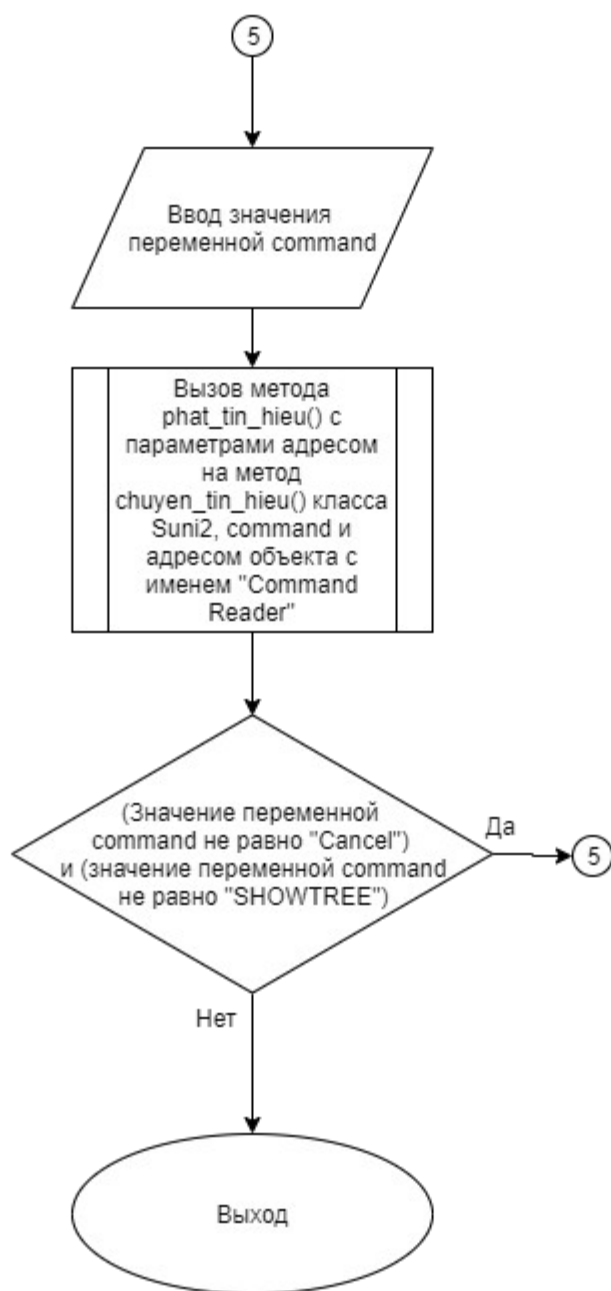 5
Ввод значения
переменной command
Вызов метода
phat_tin_hieu() с
параметрами адресом
на метод
chuyen_tin_hieu() класса
Suni2, command и
адресом объекта с
именем "Command
Reader"
(Значение переменной
command не равно "Cancel")
и (значение переменной command
не равно "SHOWTREE")
Да
5
Нет
Выход